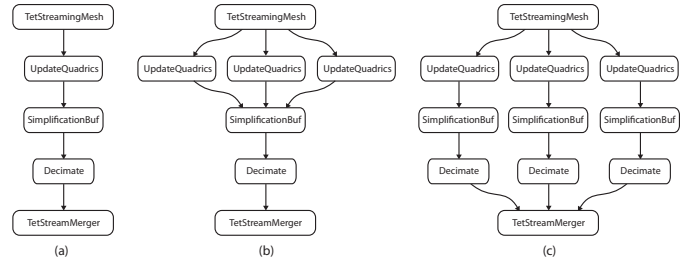 TetStreamingMesh
UpdateQuadrics
SimplificationBuf
Decimate
TetStreamMerger
(a)
TetStreamingMesh
UpdateQuadrics UpdateQuadrics UpdateQuadrics
SimplificationBuf
Decimate
TetStreamMerger
(b)
TetStreamingMesh
UpdateQuadrics UpdateQuadrics UpdateQuadrics
SimplificationBuf SimplificationBuf SimplificationBuf
Decimate Decimate Decimate
TetStreamMerger
(c)